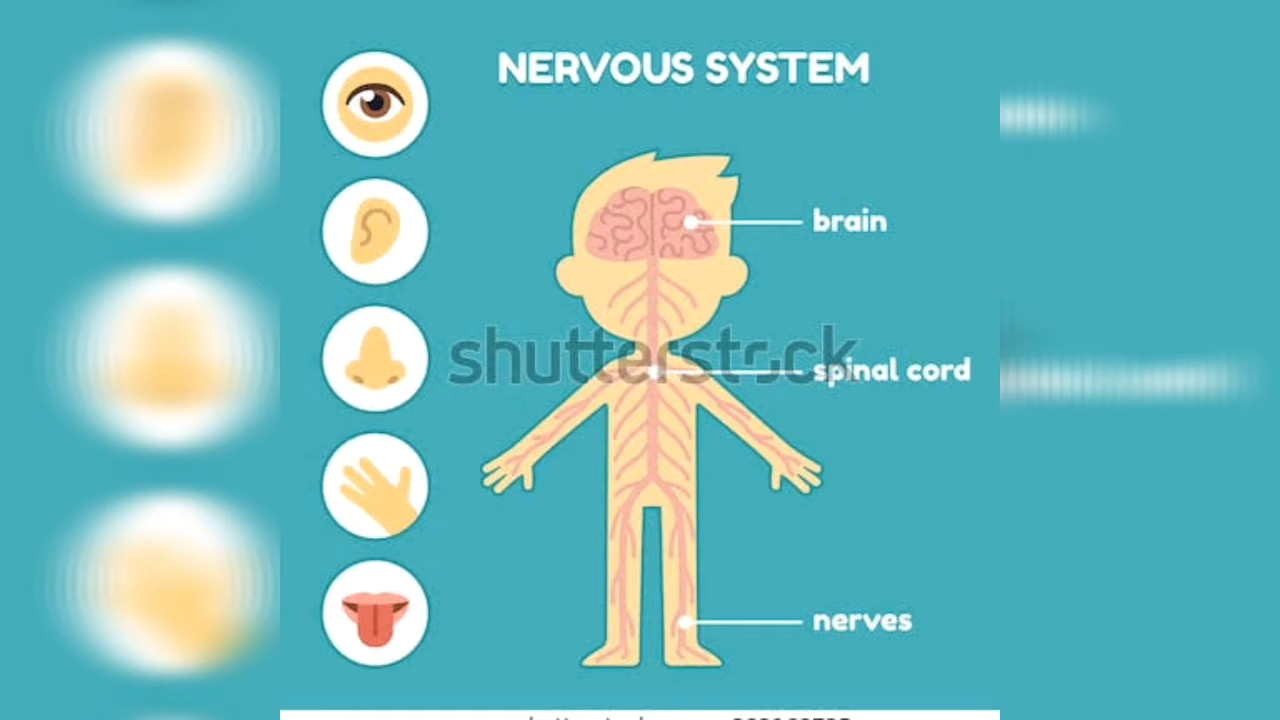 NERVOUS SYSTEM
brain
shutterstock
spinal cord
nerves